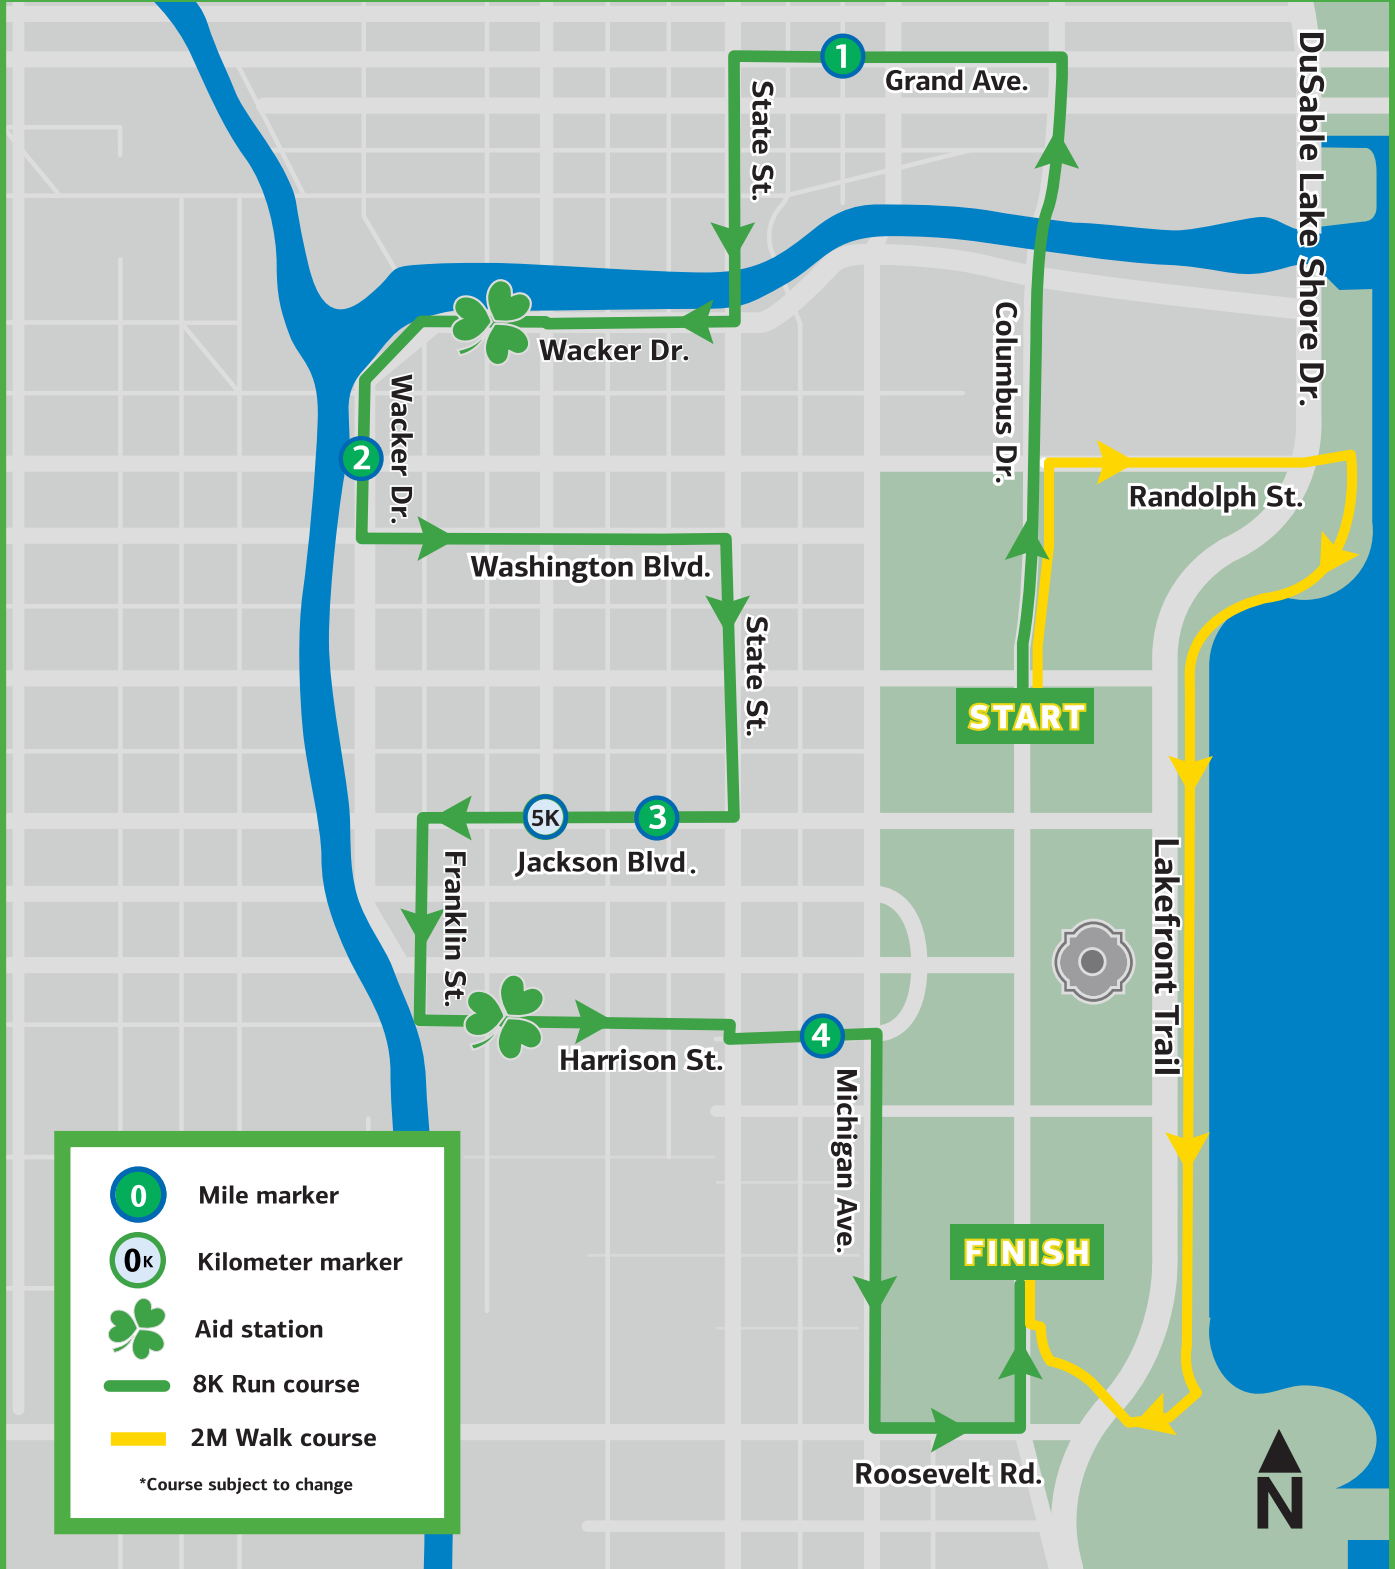 1
Grand Ave.
DuSable Lake Shore Dr.
State St.
Columbus Dr.
Wacker Dr.
Wacker Dr.
2
Randolph St.
Washington Blvd.
State St.
START
5K
3
Jackson Blvd.
Franklin St.
Lakefront Trail
4
Harrison St.
Michigan Ave.
FINISH
Roosevelt Rd.
N
0 Mile marker
0K Kilometer marker
Aid station
8K Run course
2M Walk course
*Course subject to change